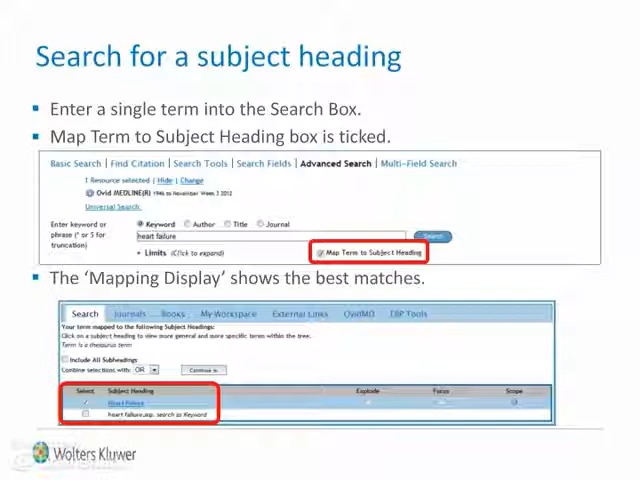 Search for a subject heading
Enter a single term into the Search Box.
Map Term to Subject Heading box is ticked.
Basic Search | Find Citation | Search Tools | Search Fields | Advanced Search | Multi-Field Search
1 Resource selected | Hide | Change
Ovid MEDLINE(R) 1946 to November Week 3 2012
Universal Search
Enter keyword or phrase (* or $ for truncation)
Keyword Author Title Journal
heart failure Search
Limits (Click to expand) Map Term to Subject Heading
The ‘Mapping Display’ shows the best matches.
Search Journals Books My Workspace External Links OvidMD EBP Tools
Your term mapped to the following Subject Headings:
Click on a subject heading to view more general and more specific terms within the tree.
Term is a thesaurus term
Include All Subheadings
Combine selections with: OR Continue »
Select Subject Heading Explode Focus Scope
Heart Failure
heart failure.mp. search as Keyword
Wolters Kluwer